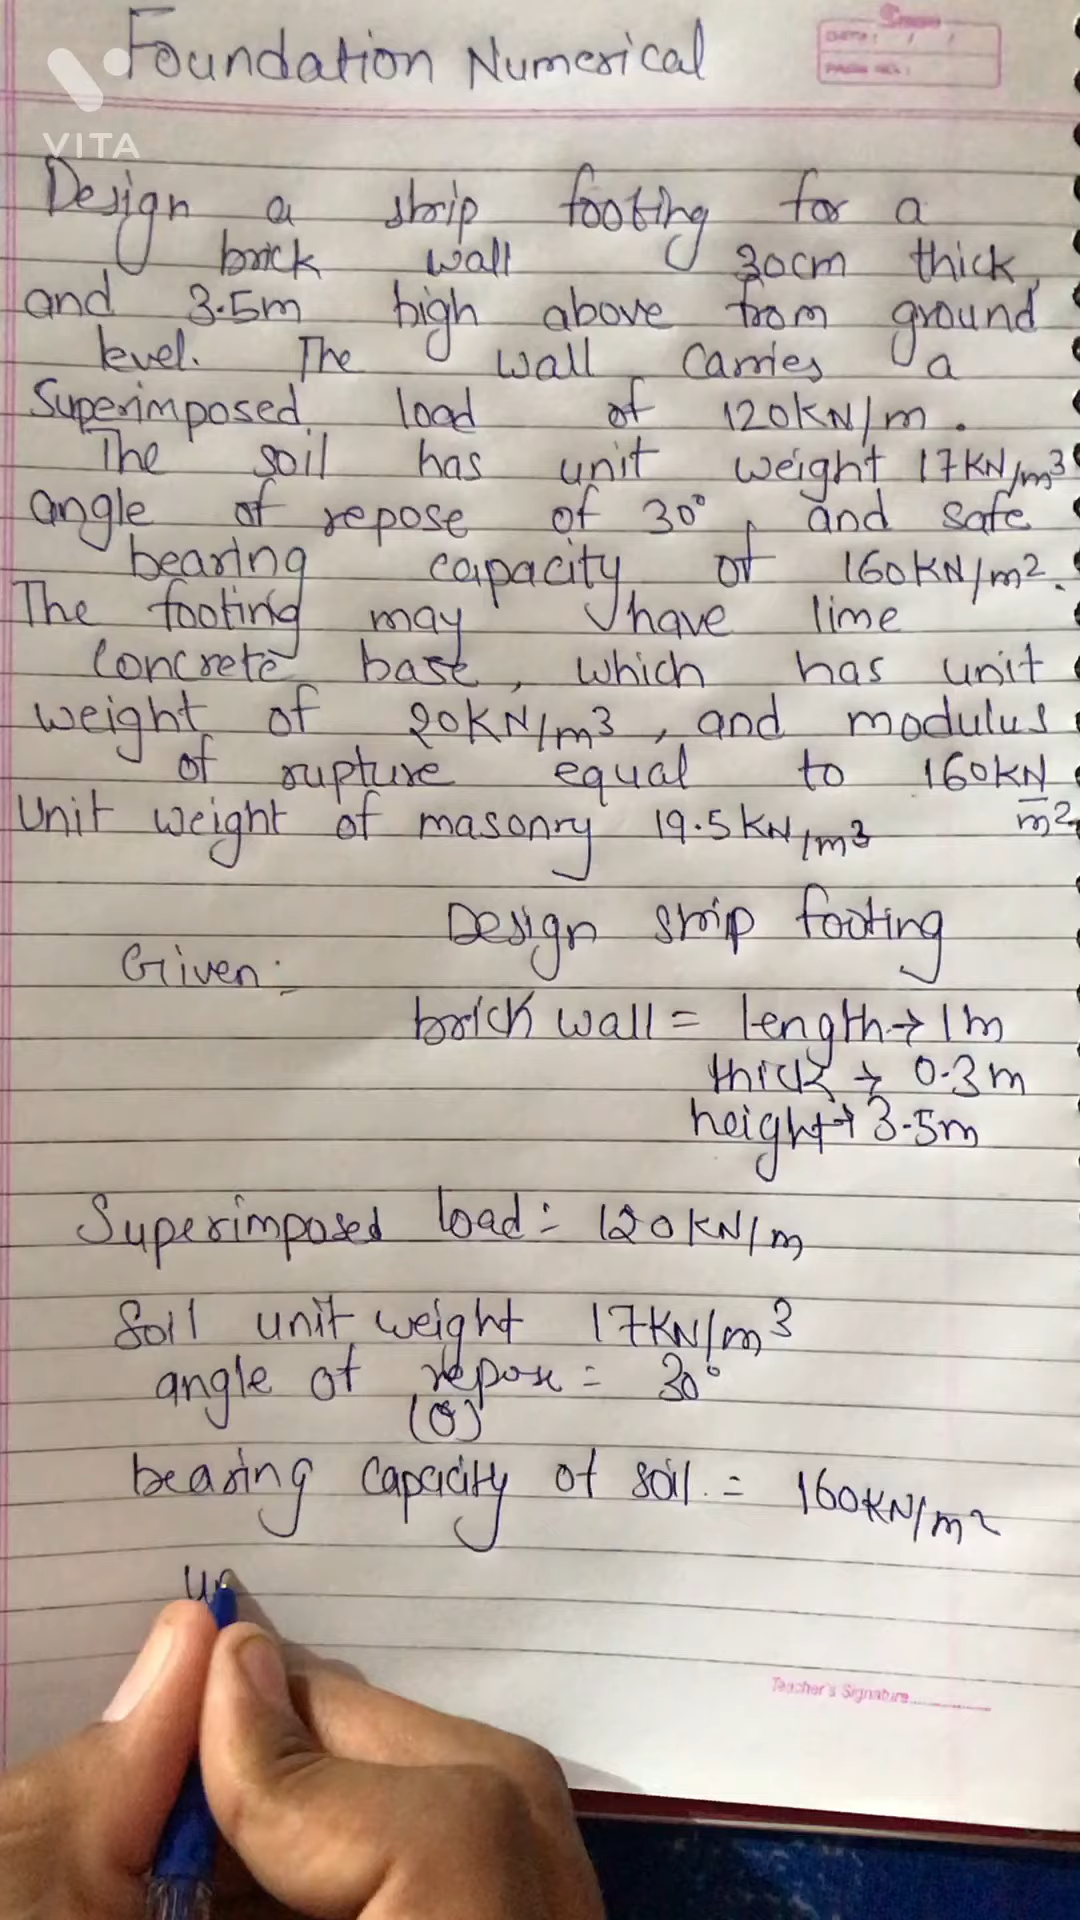 Foundation Numerical
VITA
Design a strip footing for a
brick wall 30cm thick,
and 3.5m high above from ground
level. The wall carries a
Superimposed load of 120KN/m.
The soil has unit weight 17KN/m3
angle of repose of 30°, and safe
bearing capacity of 160KN/m2.
The footing may have lime
Concrete base, which has unit
weight of 20KN/m3, and modulus
of rupture equal to 160KN/m2
Unit weight of masonry 19.5KN/m3
Design strip footing
Given:
brick wall = length → 1m
thick → 0.3m
height → 3.5m
Superimposed load = 120KN/m
Soil unit weight 17KN/m3
angle of repose = 30°
(θ)
bearing capacity of soil = 160KN/m2
un
Teacher's Signature